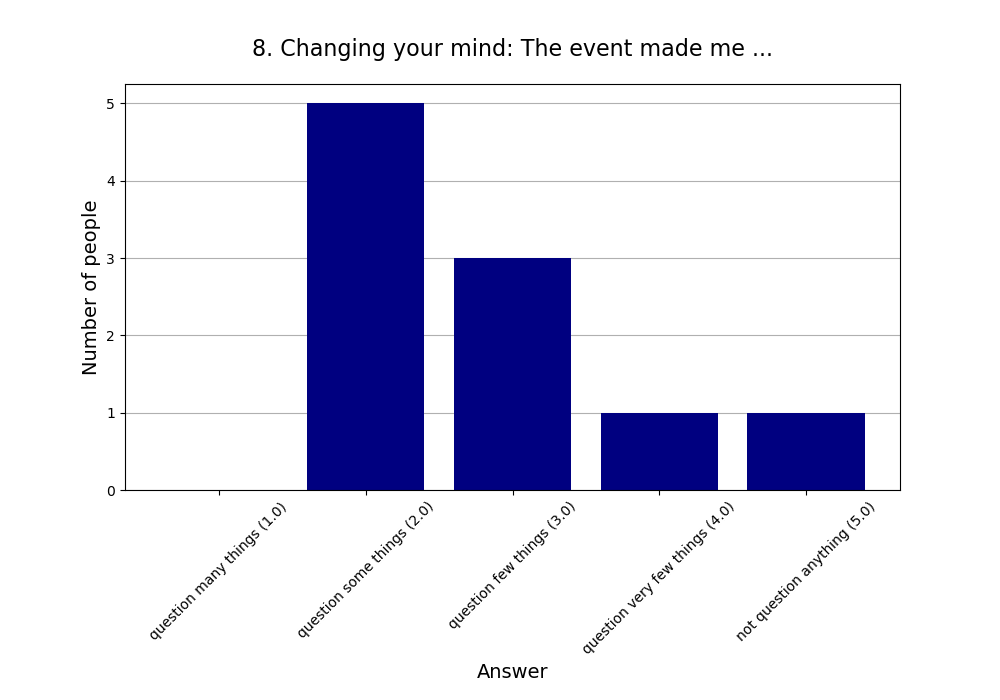 8. Changing your mind: The event made me ...
Number of people
5
4
3
2
1
0
question many things (1.0)
question some things (2.0)
question few things (3.0)
question very few things (4.0)
not question anything (5.0)
Answer